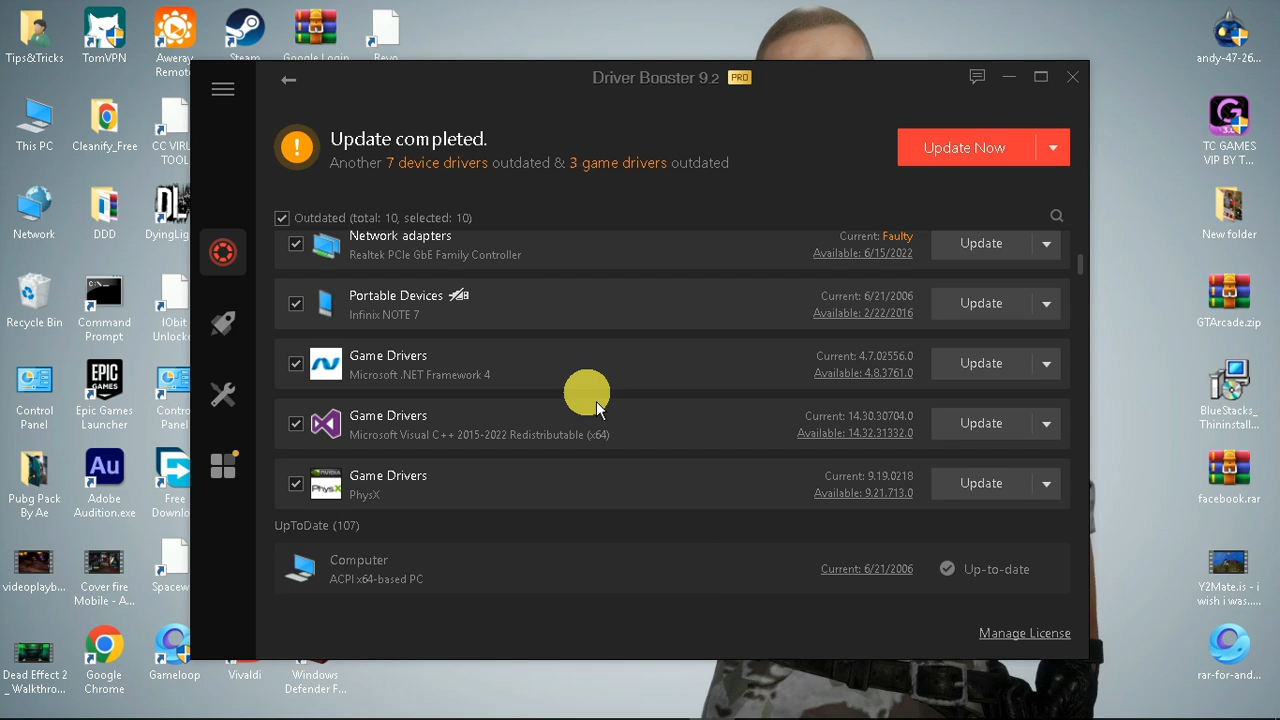 Tips&Tricks
TomVPN
Aweray
Remot
Steam
Google Login
Revo
andy-47-26...
This PC
Cleanify_Free
CC VIRU
TOOL
TC GAMES
VIP BY T...
Network
DDD
DyingLigh
New folder
Recycle Bin
Command
Prompt
IObit
Unlocke
GTArcade.zip
Control
Panel
Epic Games
Launcher
Contro
Panel
BlueStacks_
Thininstall...
Pubg Pack
By Ae
Au
Adobe
Audition.exe
Free
Downlo
facebook.rar
videoplayb...
Cover fire
Mobile - A...
Spacew
Y2Mate.is - i
wish i was.....
Dead Effect 2
_ Walkthro...
Google
Chrome
Gameloop
Vivaldi
Windows
Defender F...
rar-for-and...
Driver Booster 9.2 PRO
Update completed.
Another 7 device drivers outdated & 3 game drivers outdated
Update Now
Outdated (total: 10, selected: 10)
Network adapters
Realtek PCIe GbE Family Controller
Current: Faulty
Available: 6/15/2022
Update
Portable Devices
Infinix NOTE 7
Current: 6/21/2006
Available: 2/22/2016
Update
Game Drivers
Microsoft .NET Framework 4
Current: 4.7.02556.0
Available: 4.8.3761.0
Update
Game Drivers
Microsoft Visual C++ 2015-2022 Redistributable (x64)
Current: 14.30.30704.0
Available: 14.32.31332.0
Update
Game Drivers
PhysX
Current: 9.19.0218
Available: 9.21.713.0
Update
UpToDate (107)
Computer
ACPI x64-based PC
Current: 6/21/2006
Up-to-date
Manage License